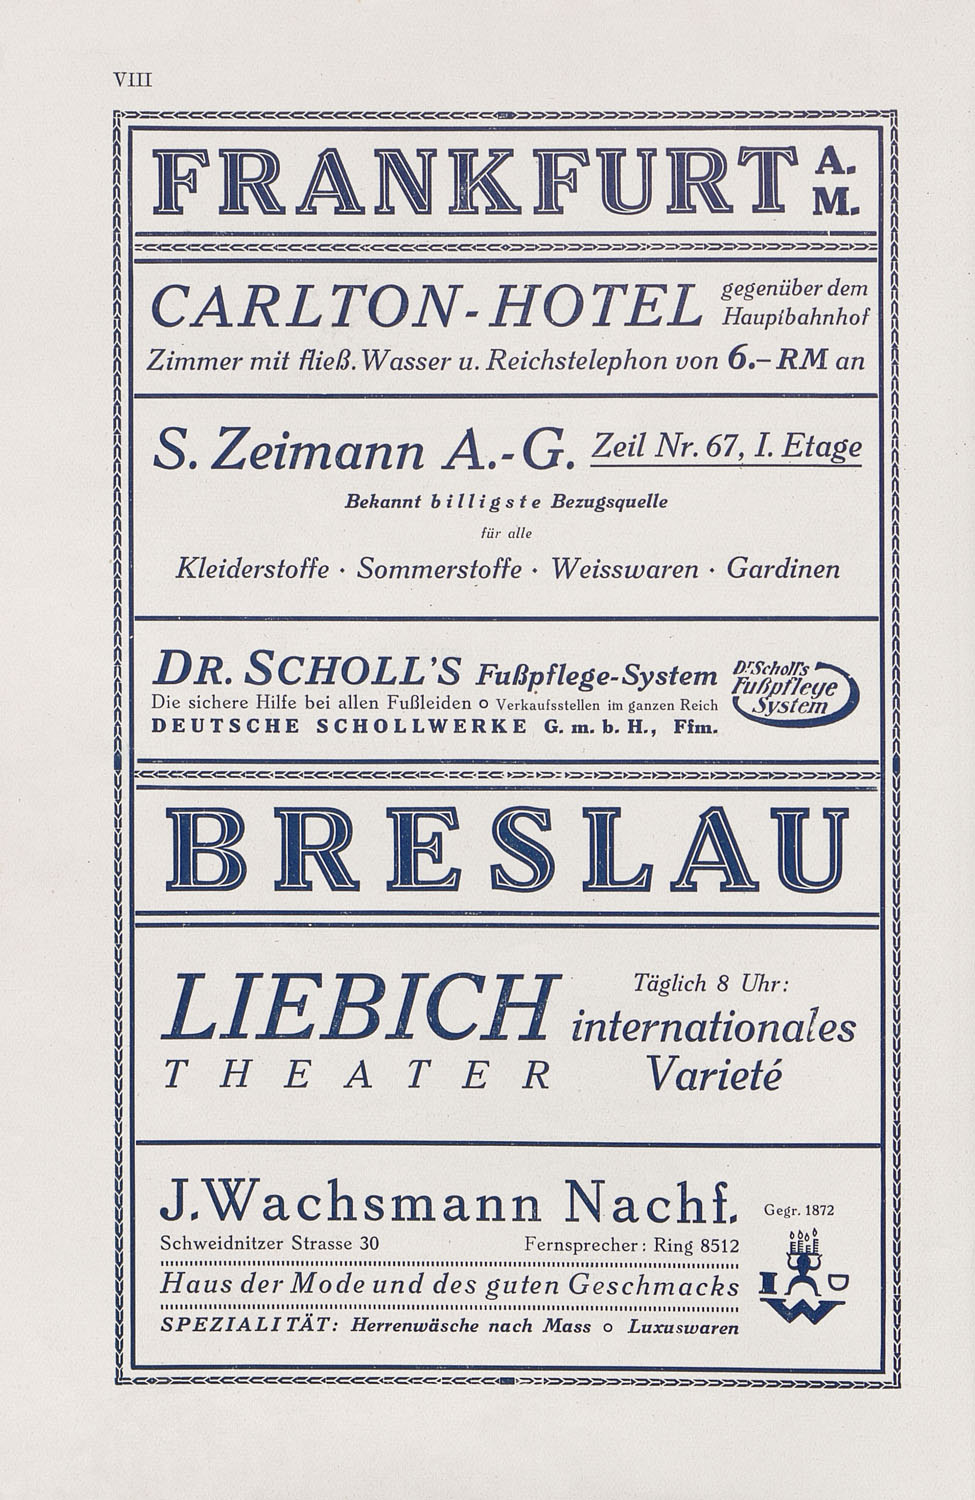 VIII
FRANKFURT A. M.
CARLTON-HOTEL gegenüber dem Hauptbahnhof
Zimmer mit fließ. Wasser u. Reichstelephon von 6.– RM an
S. Zeimann A.-G. Zeil Nr. 67, I. Etage
Bekannt billigste Bezugsquelle
für alle
Kleiderstoffe · Sommerstoffe · Weisswaren · Gardinen
DR. SCHOLL'S Fußpflege-System
Die sichere Hilfe bei allen Fußleiden o Verkaufsstellen im ganzen Reich
DEUTSCHE SCHOLLWERKE G. m. b. H., Ffm.
Dr. Scholl's
Fußpflege
System
BRESLAU
LIEBICH
THEATER
Täglich 8 Uhr:
internationales
Varieté
J. Wachsmann Nachf.
Gegr. 1872
Schweidnitzer Strasse 30 Fernsprecher: Ring 8512
Haus der Mode und des guten Geschmacks
SPEZIALITÄT: Herrenwäsche nach Mass o Luxuswaren
I D
W